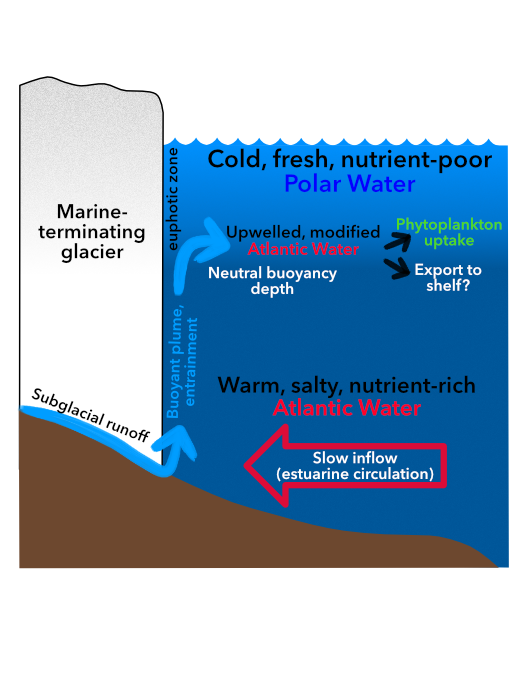 Cold, fresh, nutrient-poor
Polar Water
euphotic zone
Marine-
terminating
glacier
Upwelled, modified
Atlantic Water
Phytoplankton
uptake
Neutral buoyancy
depth
Export to
shelf?
Buoyant plume,
entrainment
Warm, salty, nutrient-rich
Atlantic Water
Subglacial runoff
Slow inflow
(estuarine circulation)